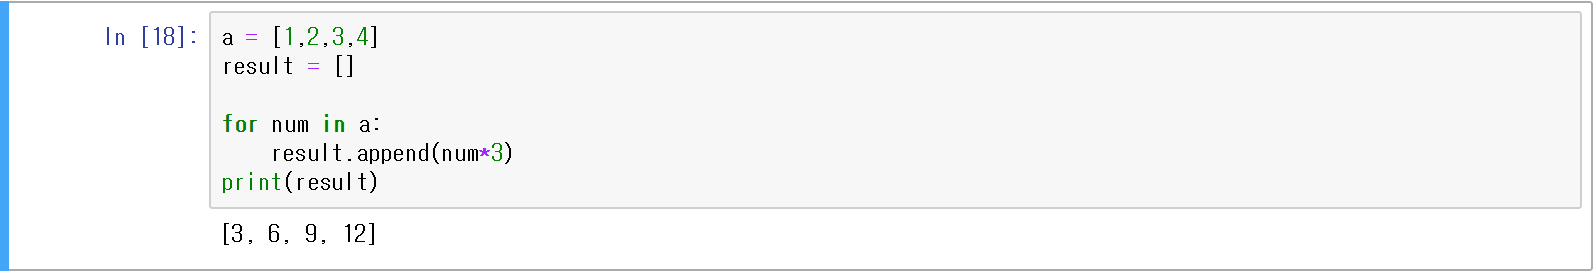 In [18]:
a = [1,2,3,4]
result = []
for num in a:
    result.append(num*3)
print(result)
[3, 6, 9, 12]